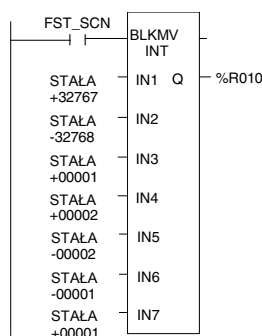 FST_SCN
BLKMV
INT
STAŁA IN1 Q %R010
+32767
STAŁA IN2
-32768
STAŁA IN3
+00001
STAŁA IN4
+00002
STAŁA IN5
-00002
STAŁA IN6
-00001
STAŁA IN7
+00001